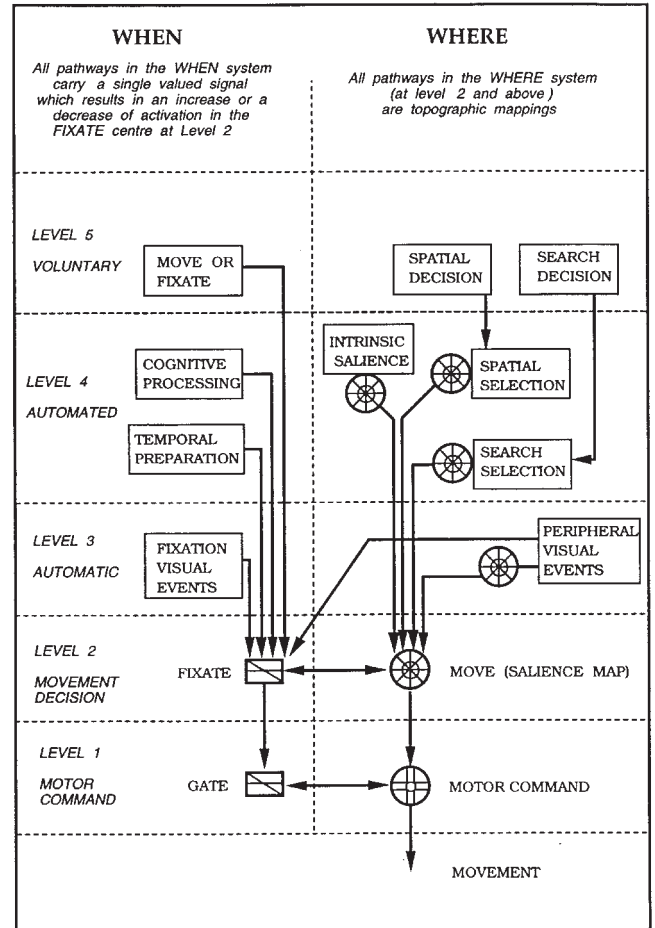 WHEN
All pathways in the WHEN system
carry a single valued signal
which results in an increase or a
decrease of activation in the
FIXATE centre at Level 2
WHERE
All pathways in the WHERE system
(at level 2 and above)
are topographic mappings
LEVEL 5
VOLUNTARY
MOVE OR
FIXATE
SPATIAL
DECISION
SEARCH
DECISION
LEVEL 4
AUTOMATED
COGNITIVE
PROCESSING
TEMPORAL
PREPARATION
INTRINSIC
SALIENCE
SPATIAL
SELECTION
SEARCH
SELECTION
LEVEL 3
AUTOMATIC
FIXATION
VISUAL
EVENTS
PERIPHERAL
VISUAL
EVENTS
LEVEL 2
MOVEMENT
DECISION
FIXATE
MOVE (SALIENCE MAP)
LEVEL 1
MOTOR
COMMAND
GATE
MOTOR COMMAND
MOVEMENT